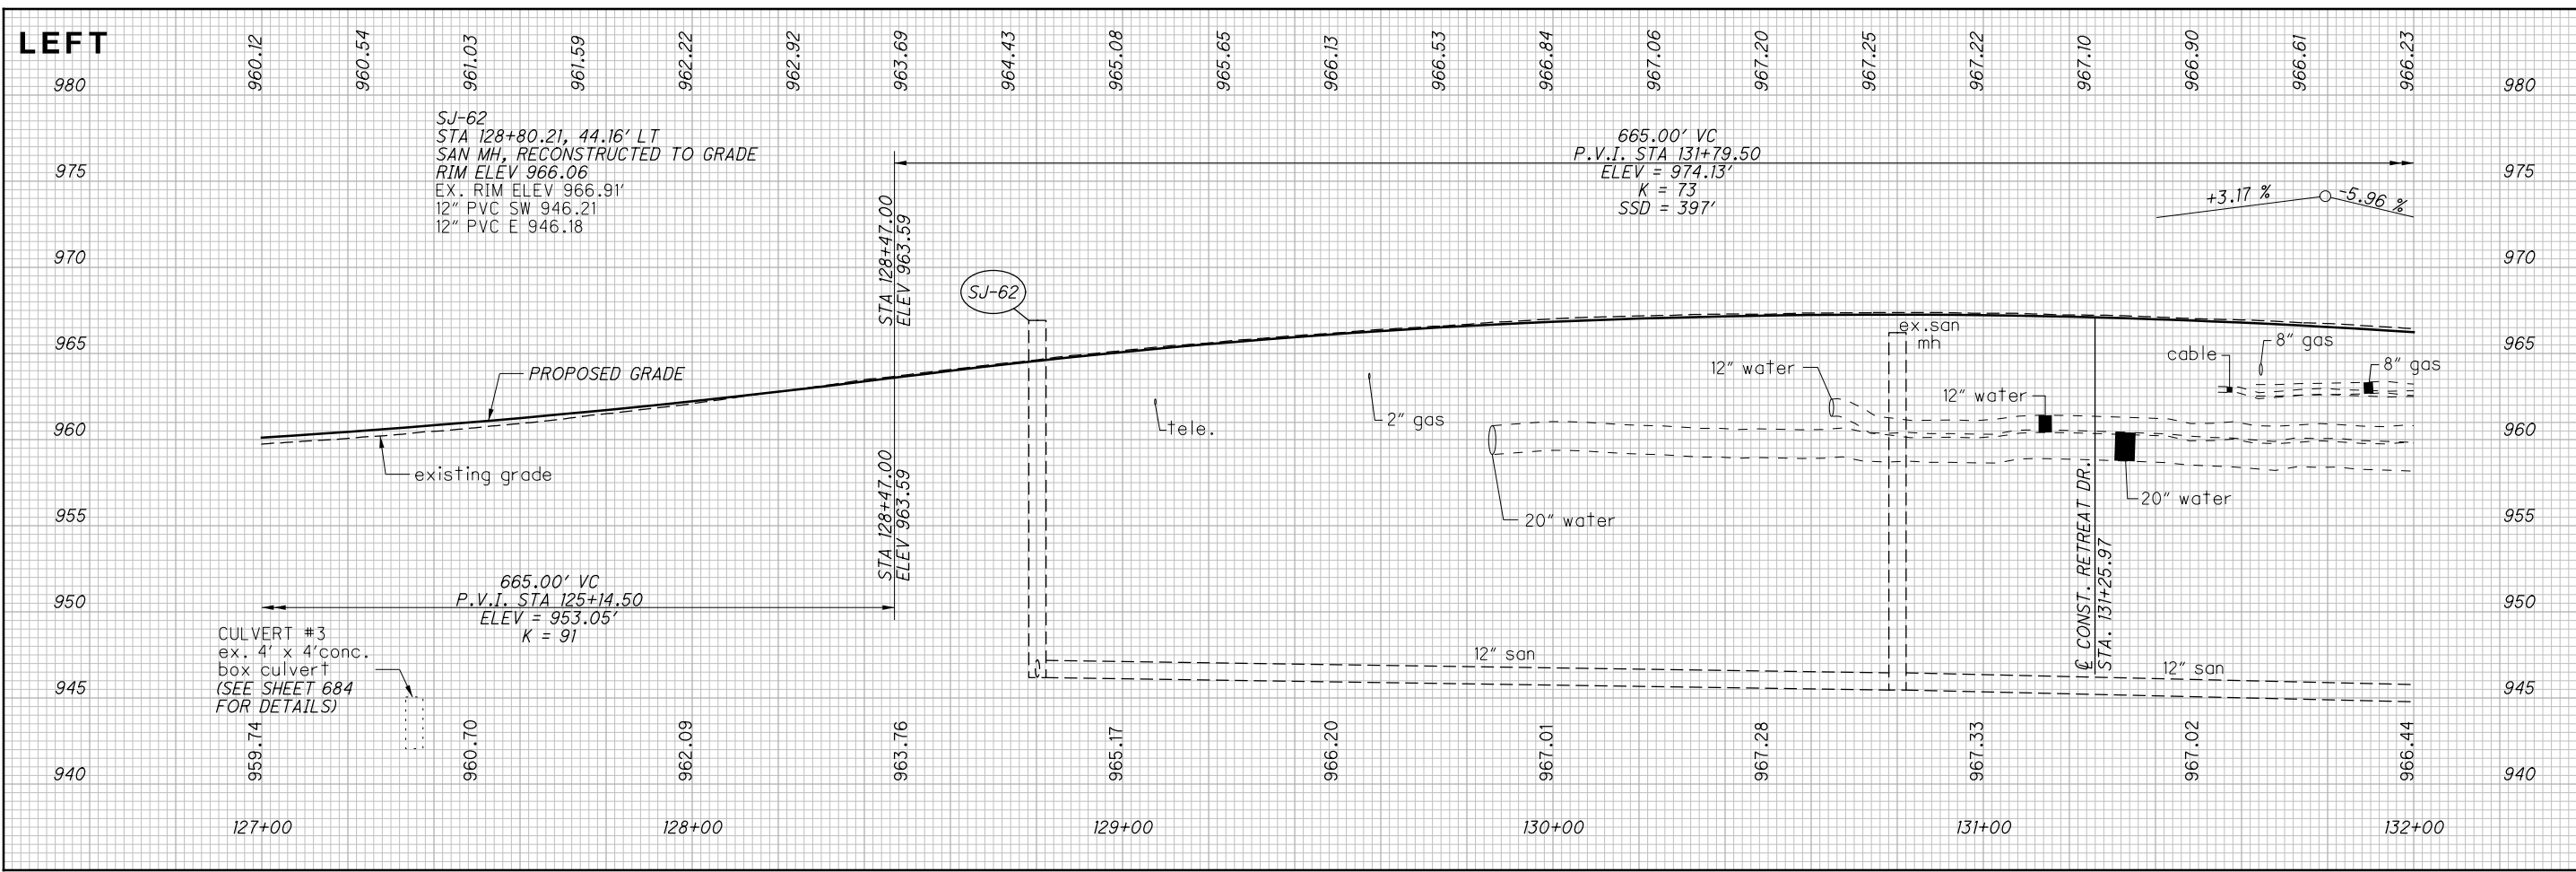 LEFT
960.12 960.54 961.03 961.59 962.22 962.92 963.69 964.43 965.08 965.65 966.13 966.53 966.84 967.06 967.20 967.25 967.22 967.10 966.90 966.61 966.23
980 980
SJ-62
STA 128+80.21, 44.16' LT
SAN MH, RECONSTRUCTED TO GRADE
RIM ELEV 966.06
EX. RIM ELEV 966.91'
12" PVC SW 946.21
12" PVC E 946.18
665.00' VC
P.V.I. STA 131+79.50
ELEV = 974.13'
K = 73
SSD = 397'
975 975
+3.17 % -5.96 %
STA 128+47.00
ELEV 963.59
970 970
SJ-62
965 965
ex.san
mh
8" gas
cable
8" gas
12" water
12" water
PROPOSED GRADE
2" gas
tele.
960 960
existing grade
20" water
20" water
STA 128+47.00
ELEV 963.59
955 955
℄ CONST. RETREAT DR.
STA. 131+25.97
665.00' VC
P.V.I. STA 125+14.50
ELEV = 953.05'
K = 91
950 950
CULVERT #3
ex. 4' x 4'conc.
box culvert
(SEE SHEET 684
FOR DETAILS)
12" san
12" san
945 945
959.74 960.70 962.09 963.76 965.17 966.20 967.01 967.28 967.33 967.02 966.44
940 940
127+00 128+00 129+00 130+00 131+00 132+00